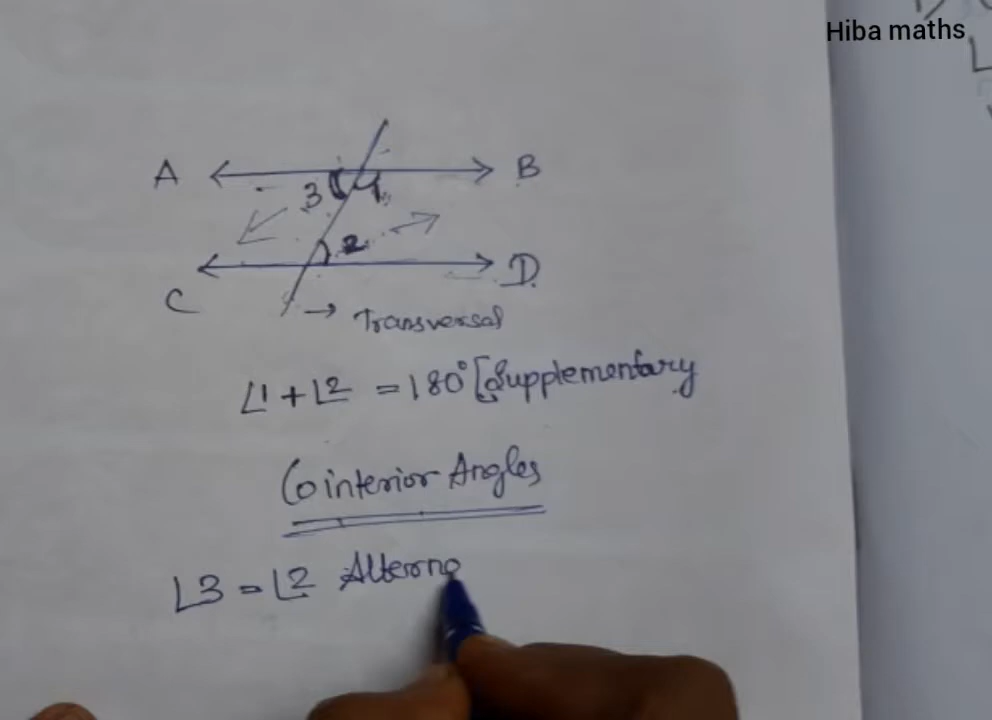 Hiba maths
A B
3 1
2
C D
→ Transversal
∠1 + ∠2 = 180° [Supplementary
Cointerior Angles
∠3 = ∠2 Alterna